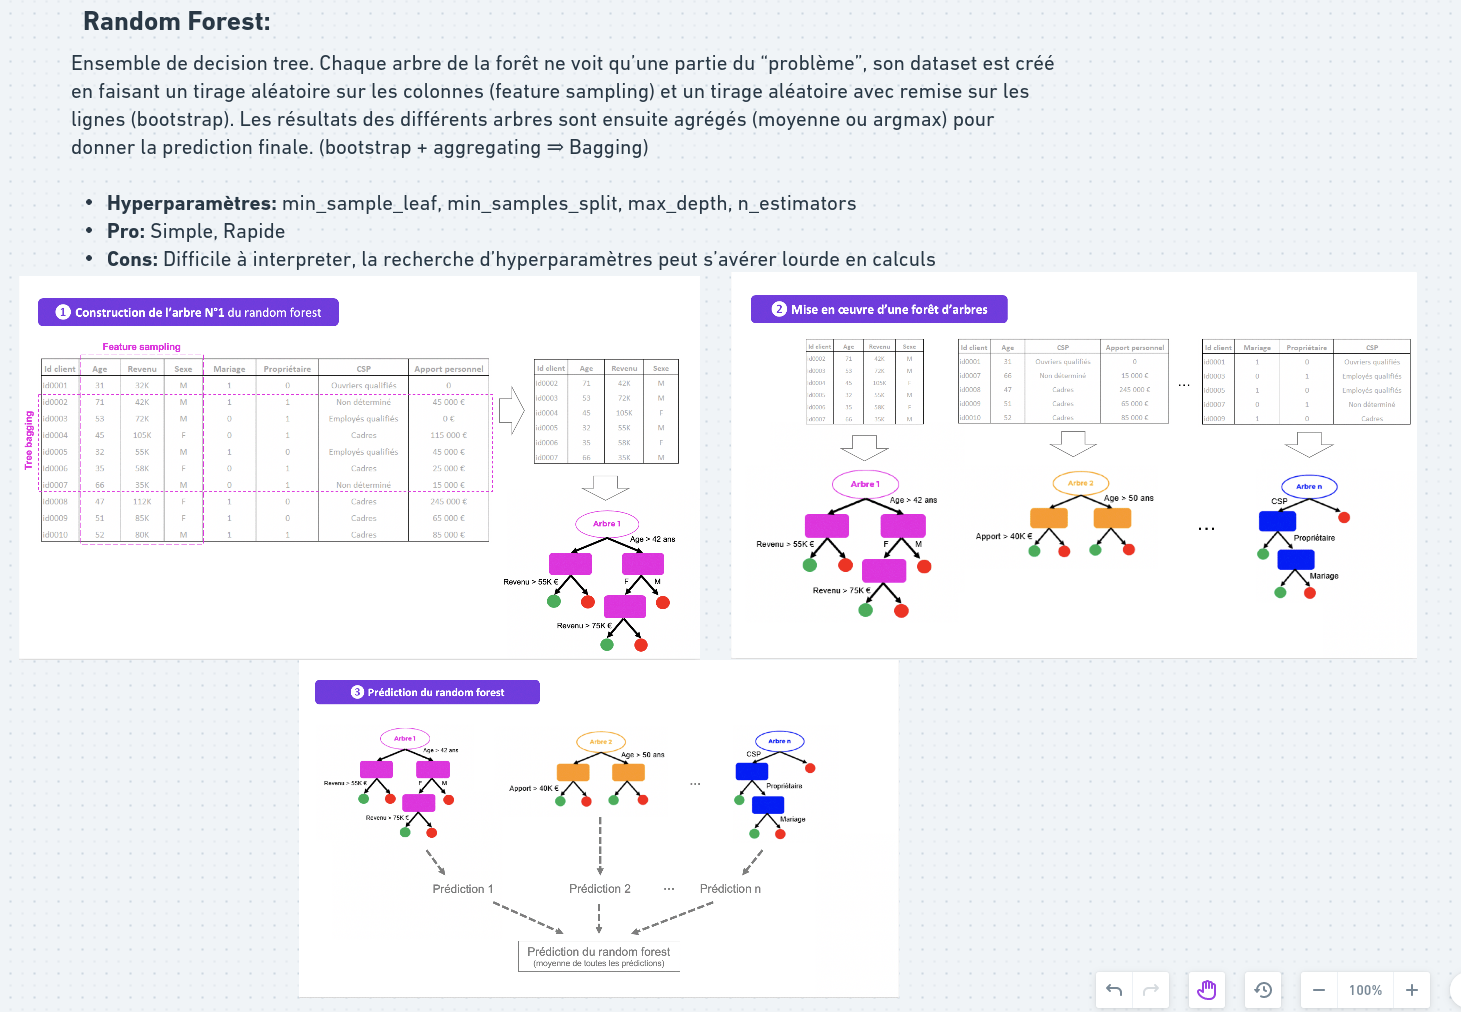 Random Forest:
Ensemble de decision tree. Chaque arbre de la forêt ne voit qu’une partie du “problème”, son dataset est créé
en faisant un tirage aléatoire sur les colonnes (feature sampling) et un tirage aléatoire avec remise sur les
lignes (bootstrap). Les résultats des différents arbres sont ensuite agrégés (moyenne ou argmax) pour
donner la prediction finale. (bootstrap + aggregating ⇒ Bagging)
• Hyperparamètres: min_sample_leaf, min_samples_split, max_depth, n_estimators
• Pro: Simple, Rapide
• Cons: Difficile à interpreter, la recherche d’hyperparamètres peut s’avérer lourde en calculs
1 Construction de l’arbre N°1 du random forest
Feature sampling
Tree bagging
Id client Age Revenu Sexe Mariage Propriétaire CSP Apport personnel
id0001 31 32K M 1 0 Ouvriers qualifiés 0
id0002 71 42K M 1 1 Non déterminé 45 000 €
id0003 53 72K M 0 1 Employés qualifiés 0 €
id0004 45 105K F 0 1 Cadres 115 000 €
id0005 32 55K M 0 1 Employés qualifiés 45 000 €
id0006 35 58K F 0 1 Cadres 25 000 €
id0007 66 35K M 0 1 Non déterminé 15 000 €
id0008 47 112K F 1 0 Cadres 245 000 €
id0009 51 85K F 1 0 Cadres 65 000 €
id0010 52 80K M 1 1 Cadres 85 000 €
Id client Age Revenu Sexe
id0002 71 42K M
id0003 53 72K M
id0004 45 105K F
id0005 32 55K M
id0006 35 58K F
id0007 66 35K M
Arbre 1
Age > 42 ans
Revenu > 55K €
F M
Revenu > 75K €
2 Mise en œuvre d’une forêt d’arbres
Id client Age Revenu Sexe
id0002 71 42K M
id0003 53 72K M
id0004 45 105K F
id0005 32 55K M
id0006 35 58K F
id0007 66 35K M
Id client Age CSP Apport personnel
id0001 31 Ouvriers qualifiés 0
id0007 66 Non déterminé 15 000 €
id0008 47 Cadres 245 000 €
id0009 51 Cadres 65 000 €
id0010 52 Cadres 85 000 €
...
Id client Mariage Propriétaire CSP
id0001 1 0 Ouvriers qualifiés
id0003 0 1 Employés qualifiés
id0005 1 0 Employés qualifiés
id0007 0 1 Non déterminé
id0009 1 0 Cadres
Arbre 1
Age > 42 ans
Revenu > 55K €
F M
Revenu > 75K €
Arbre 2
Age > 50 ans
Apport > 40K €
...
Arbre n
CSP
Propriétaire
Mariage
3 Prédiction du random forest
Arbre 1
Age > 42 ans
Revenu > 55K €
F M
Revenu > 75K €
Arbre 2
Age > 50 ans
Apport > 40K €
...
Arbre n
CSP
Propriétaire
Mariage
Prédiction 1 Prédiction 2 ... Prédiction n
Prédiction du random forest
(moyenne de toutes les prédictions)
100%